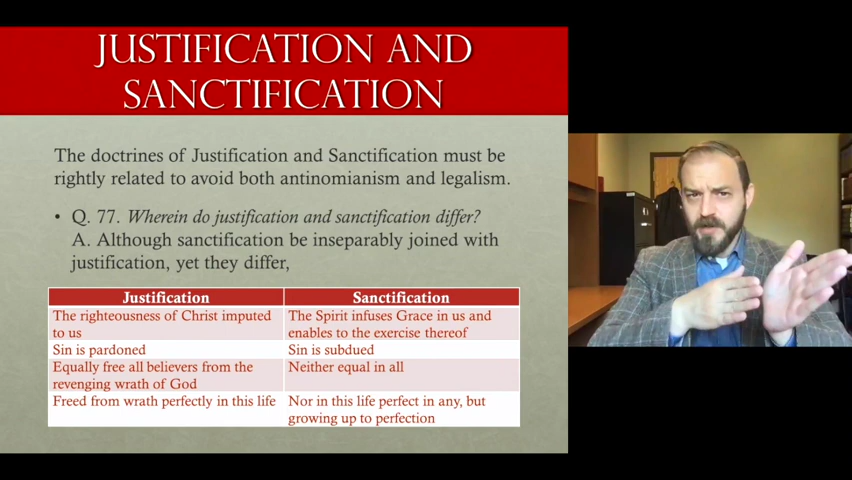 JUSTIFICATION AND
SANCTIFICATION
The doctrines of Justification and Sanctification must be
rightly related to avoid both antinomianism and legalism.
• Q. 77. Wherein do justification and sanctification differ?
A. Although sanctification be inseparably joined with
justification, yet they differ,
Justification
Sanctification
The righteousness of Christ imputed
to us
The Spirit infuses Grace in us and
enables to the exercise thereof
Sin is pardoned
Sin is subdued
Equally free all believers from the
revenging wrath of God
Neither equal in all
Freed from wrath perfectly in this life
Nor in this life perfect in any, but
growing up to perfection